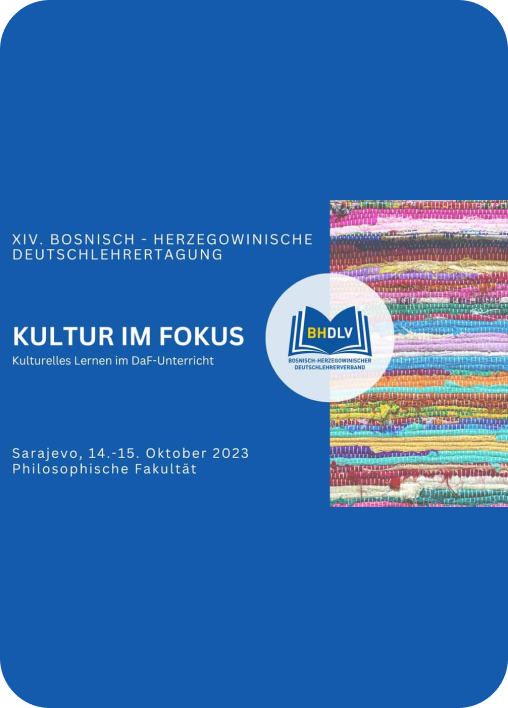 XIV. BOSNISCH - HERZEGOWINISCHE
DEUTSCHLEHRERTAGUNG
KULTUR IM FOKUS
Kulturelles Lernen im DaF-Unterricht
BHDLV
BOSNISCH-HERZEGOWINISCHER
DEUTSCHLEHRERVERBAND
Sarajevo, 14.-15. Oktober 2023
Philosophische Fakultät